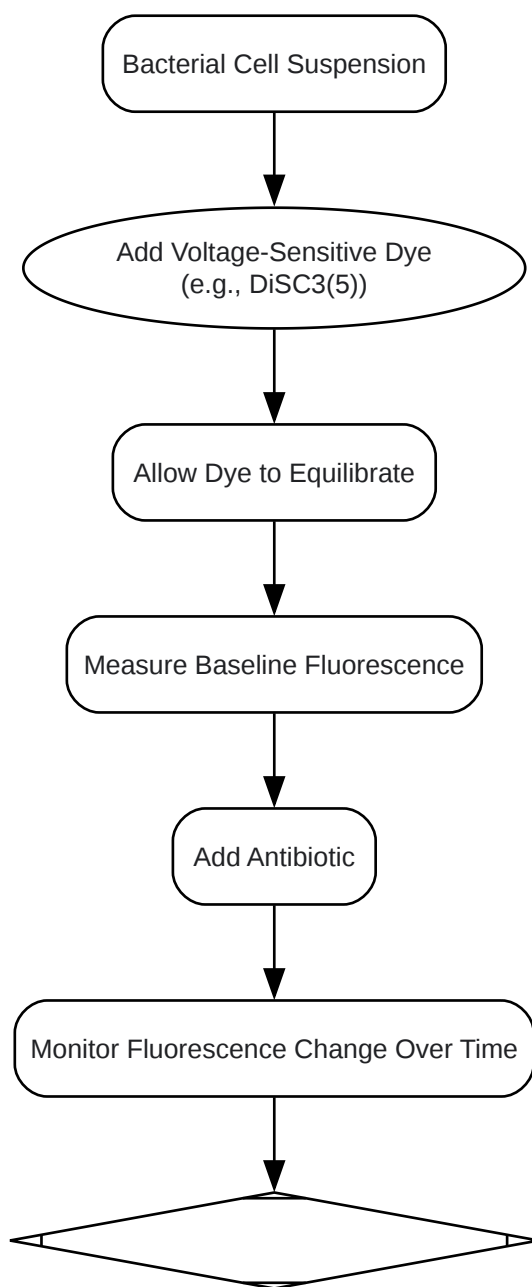 Bacterial Cell Suspension
Add Voltage-Sensitive Dye
(e.g., DiSC3(5))
Allow Dye to Equilibrate
Measure Baseline Fluorescence
Add Antibiotic
Monitor Fluorescence Change Over Time